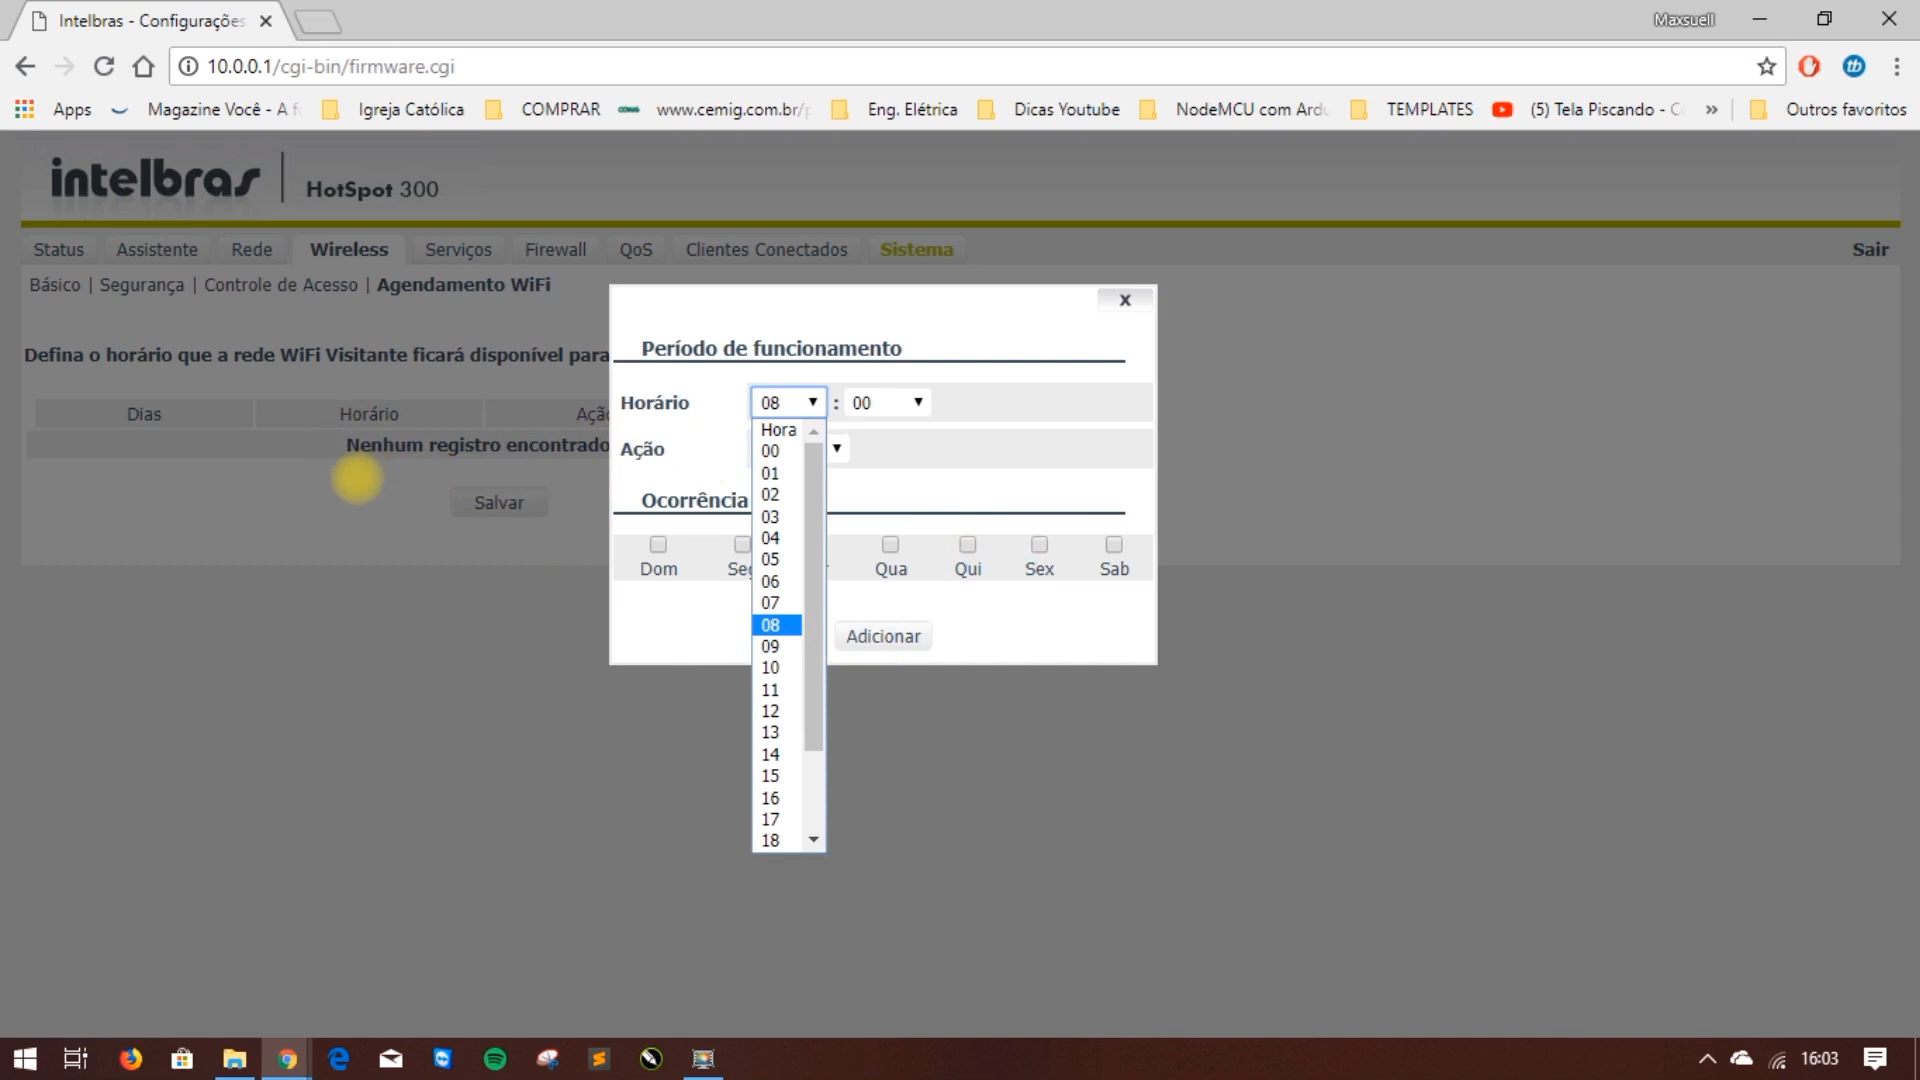 Intelbras - Configurações
Maxsuell
10.0.0.1/cgi-bin/firmware.cgi
Apps Magazine Você - A f Igreja Católica COMPRAR www.cemig.com.br/ Eng. Elétrica Dicas Youtube NodeMCU com Ardu TEMPLATES (5) Tela Piscando - C » Outros favoritos
intelbras HotSpot 300
Status Assistente Rede Wireless Serviços Firewall QoS Clientes Conectados Sistema Sair
Básico | Segurança | Controle de Acesso | Agendamento WiFi
x
Defina o horário que a rede WiFi Visitante ficará disponível para
Dias Horário Ação
Nenhum registro encontrado
Salvar
Período de funcionamento
Horário 08 : 00
Ação
Hora
00
01
02
03
04
05
06
07
08
09
10
11
12
13
14
15
16
17
18
Ocorrência
Dom Seg Qua Qui Sex Sab
Adicionar
16:03